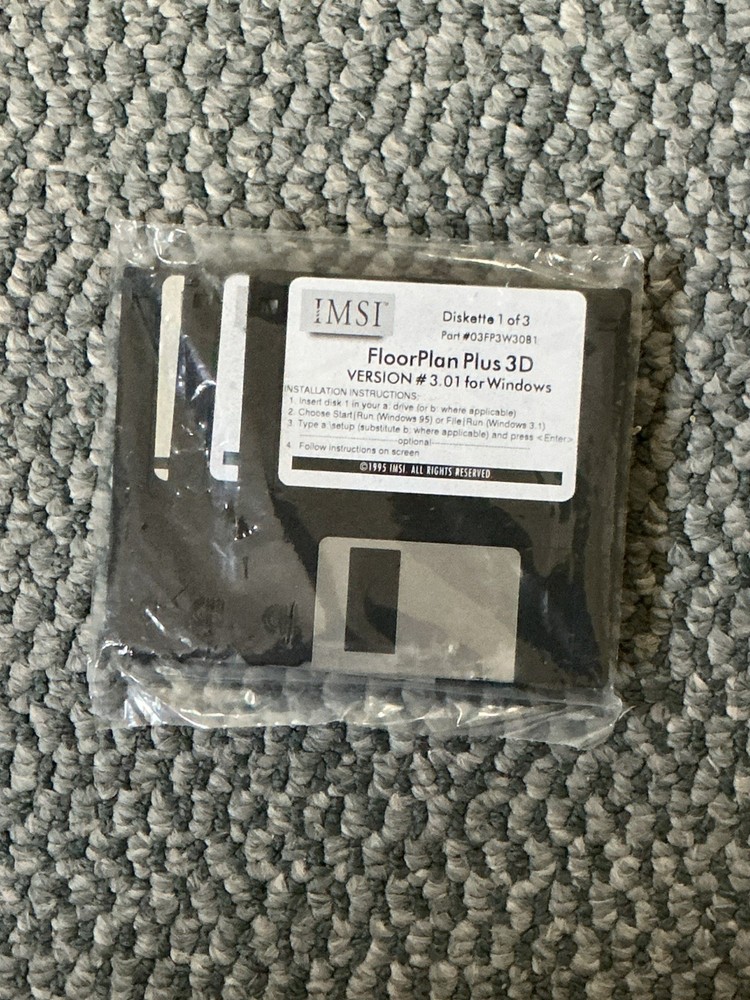 IMSI™
Diskette 1 of 3
Part #03FP3W30B1
FloorPlan Plus 3D
VERSION # 3.01 for Windows
INSTALLATION INSTRUCTIONS:
1. Insert disk 1 in your a: drive (or b: where applicable)
2. Choose Start|Run (Windows 95) or File|Run (Windows 3.1)
3. Type a:\setup (substitute b: where applicable) and press <Enter>
optional
4. Follow instructions on screen
©1995 IMSI. ALL RIGHTS RESERVED.